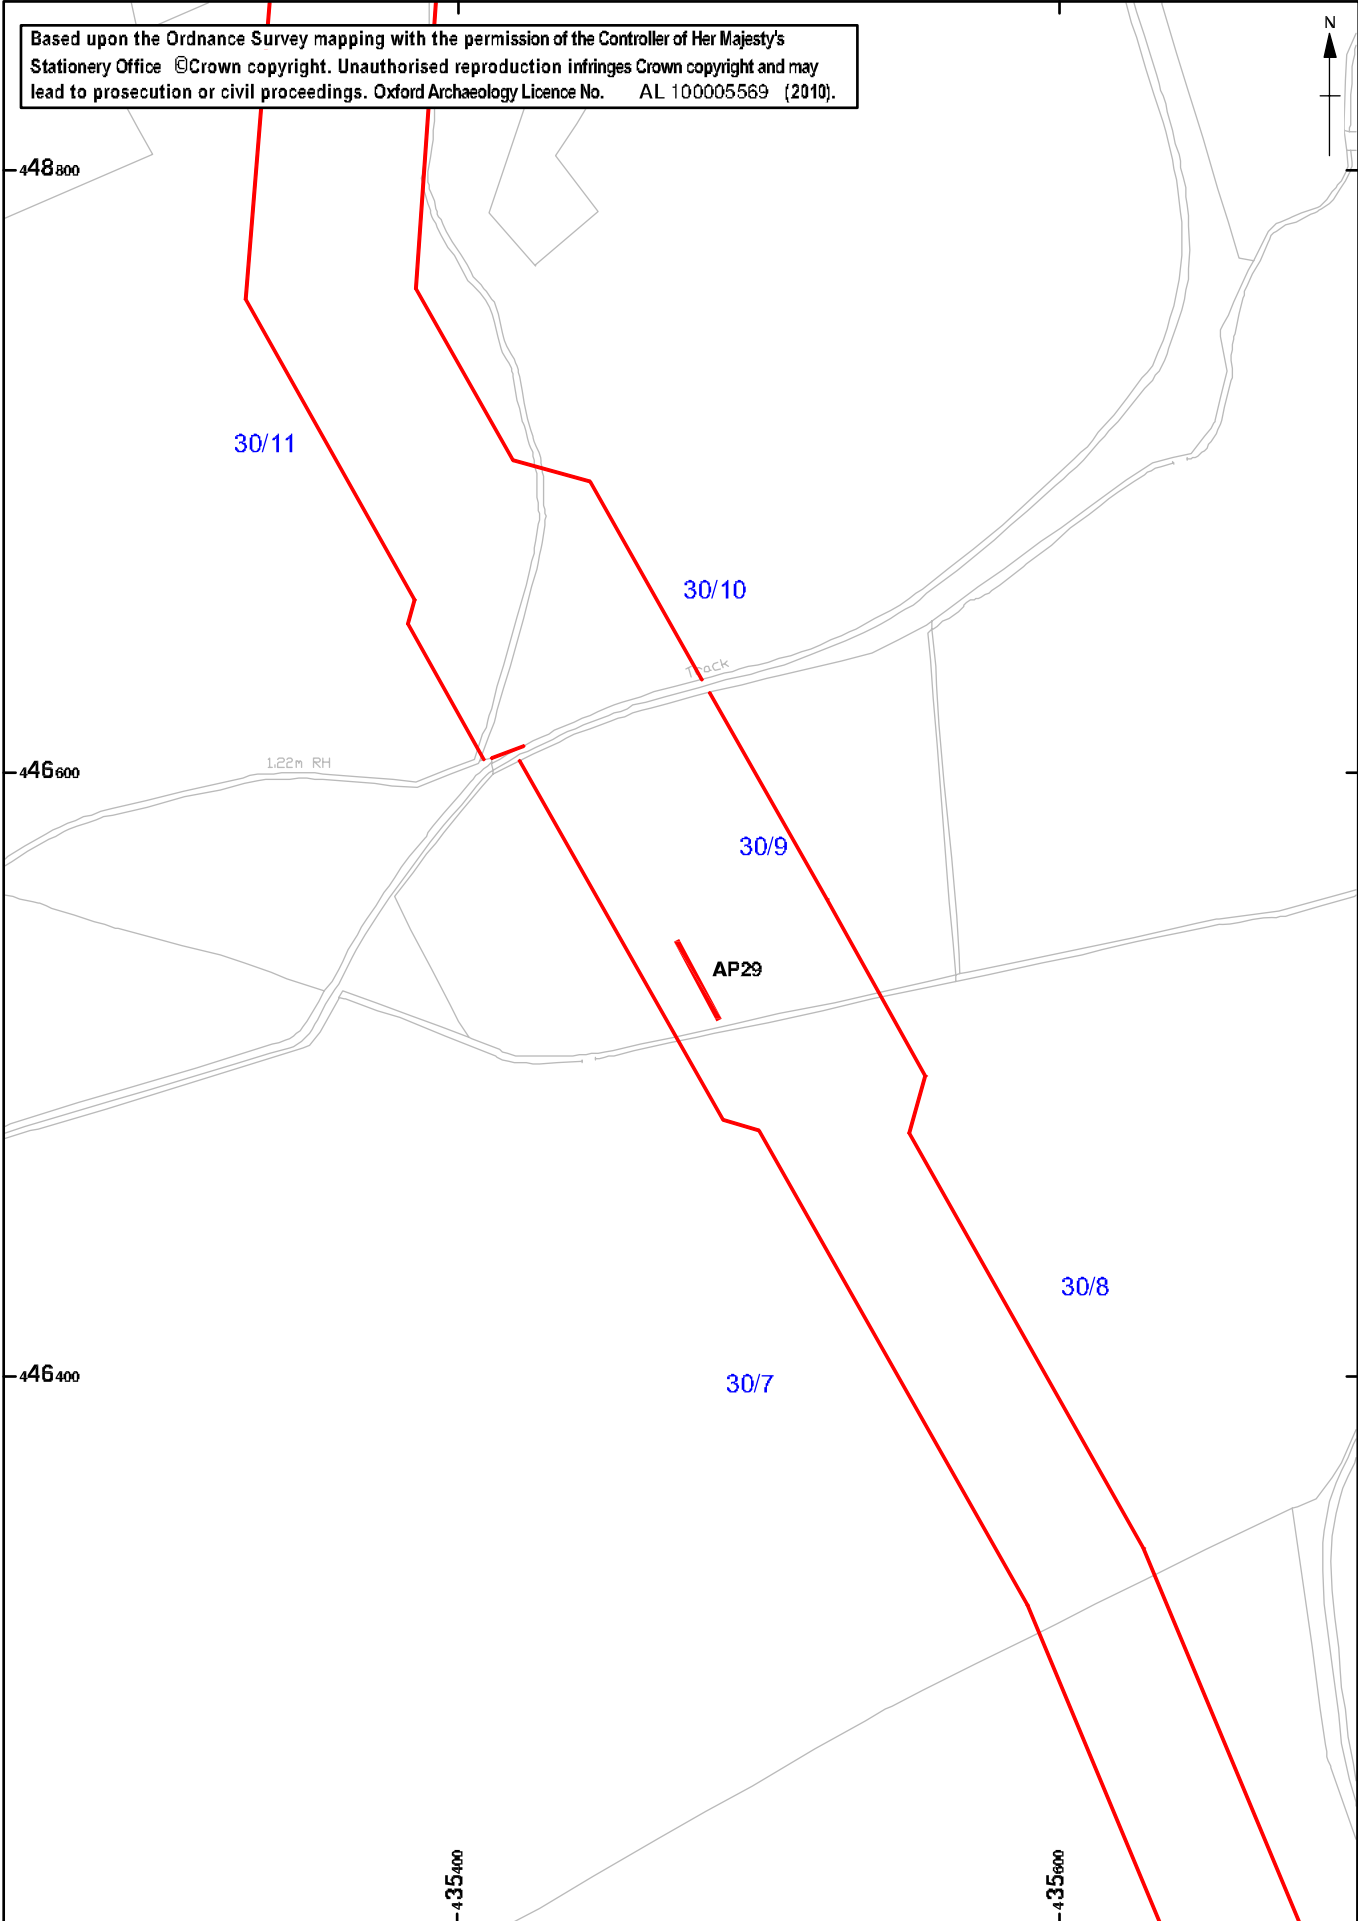 Based upon the Ordnance Survey mapping with the permission of the Controller of Her Majesty's
Stationery Office ©Crown copyright. Unauthorised reproduction infringes Crown copyright and may
lead to prosecution or civil proceedings. Oxford Archaeology Licence No. AL 100005569 (2010).
N
448800
30/11
30/10
Track
1.22m RH
446600
30/9
AP29
30/8
446400
30/7
435400
435600